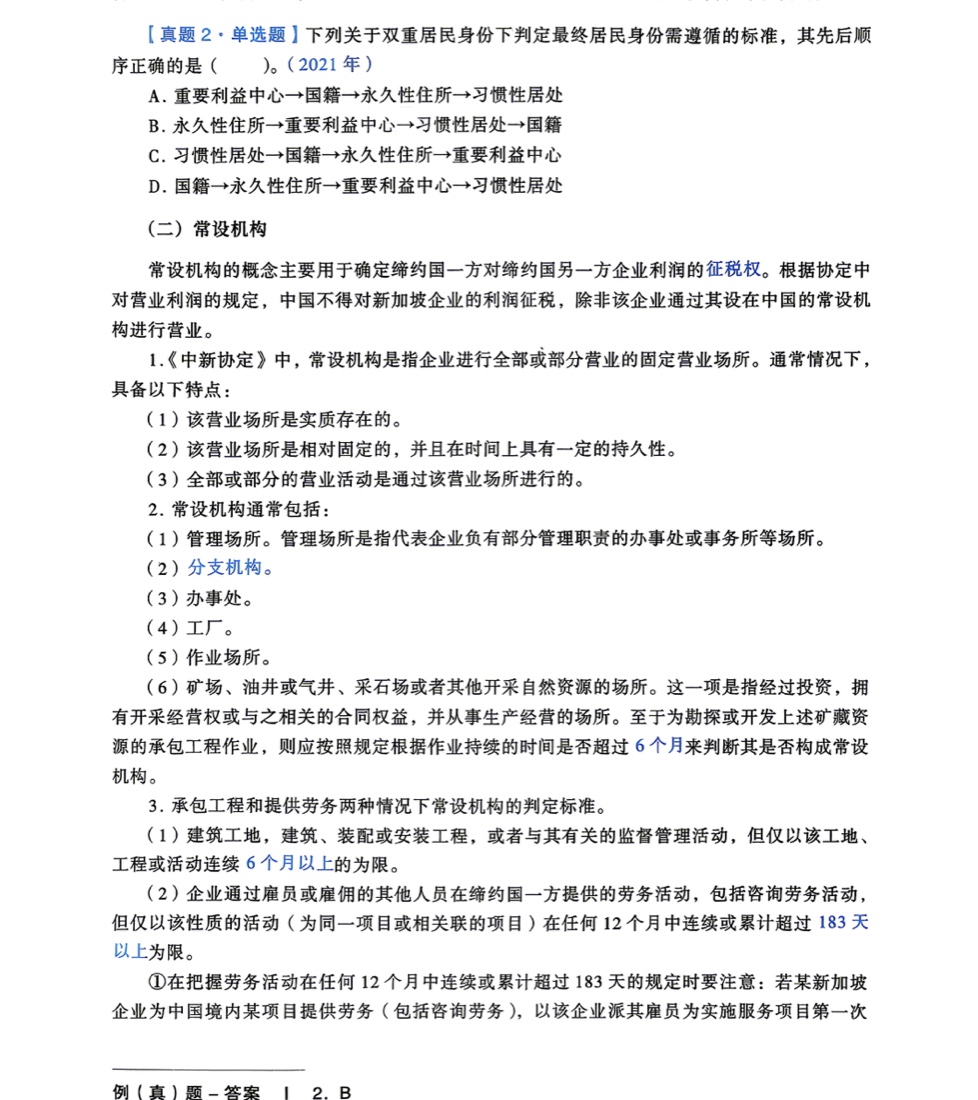 【真题 2·单选题】下列关于双重居民身份下判定最终居民身份需遵循的标准，其先后顺
序正确的是（　　）。（2021 年）
A. 重要利益中心→国籍→永久性住所→习惯性居处
B. 永久性住所→重要利益中心→习惯性居处→国籍
C. 习惯性居处→国籍→永久性住所→重要利益中心
D. 国籍→永久性住所→重要利益中心→习惯性居处
（二）常设机构
常设机构的概念主要用于确定缔约国一方对缔约国另一方企业利润的征税权。根据协定中
对营业利润的规定，中国不得对新加坡企业的利润征税，除非该企业通过其设在中国的常设机
构进行营业。
1.《中新协定》中，常设机构是指企业进行全部或部分营业的固定营业场所。通常情况下，
具备以下特点：
（1）该营业场所是实质存在的。
（2）该营业场所是相对固定的，并且在时间上具有一定的持久性。
（3）全部或部分的营业活动是通过该营业场所进行的。
2. 常设机构通常包括：
（1）管理场所。管理场所是指代表企业负有部分管理职责的办事处或事务所等场所。
（2）分支机构。
（3）办事处。
（4）工厂。
（5）作业场所。
（6）矿场、油井或气井、采石场或者其他开采自然资源的场所。这一项是指经过投资，拥
有开采经营权或与之相关的合同权益，并从事生产经营的场所。至于为勘探或开发上述矿藏资
源的承包工程作业，则应按照规定根据作业持续的时间是否超过 6 个月来判断其是否构成常设
机构。
3. 承包工程和提供劳务两种情况下常设机构的判定标准。
（1）建筑工地，建筑、装配或安装工程，或者与其有关的监督管理活动，但仅以该工地、
工程或活动连续 6 个月以上的为限。
（2）企业通过雇员或雇佣的其他人员在缔约国一方提供的劳务活动，包括咨询劳务活动，
但仅以该性质的活动（为同一项目或相关联的项目）在任何 12 个月中连续或累计超过 183 天
以上为限。
①在把握劳务活动在任何 12 个月中连续或累计超过 183 天的规定时要注意：若某新加坡
企业为中国境内某项目提供劳务（包括咨询劳务），以该企业派其雇员为实施服务项目第一次
例（真）题－答案　|　2. B